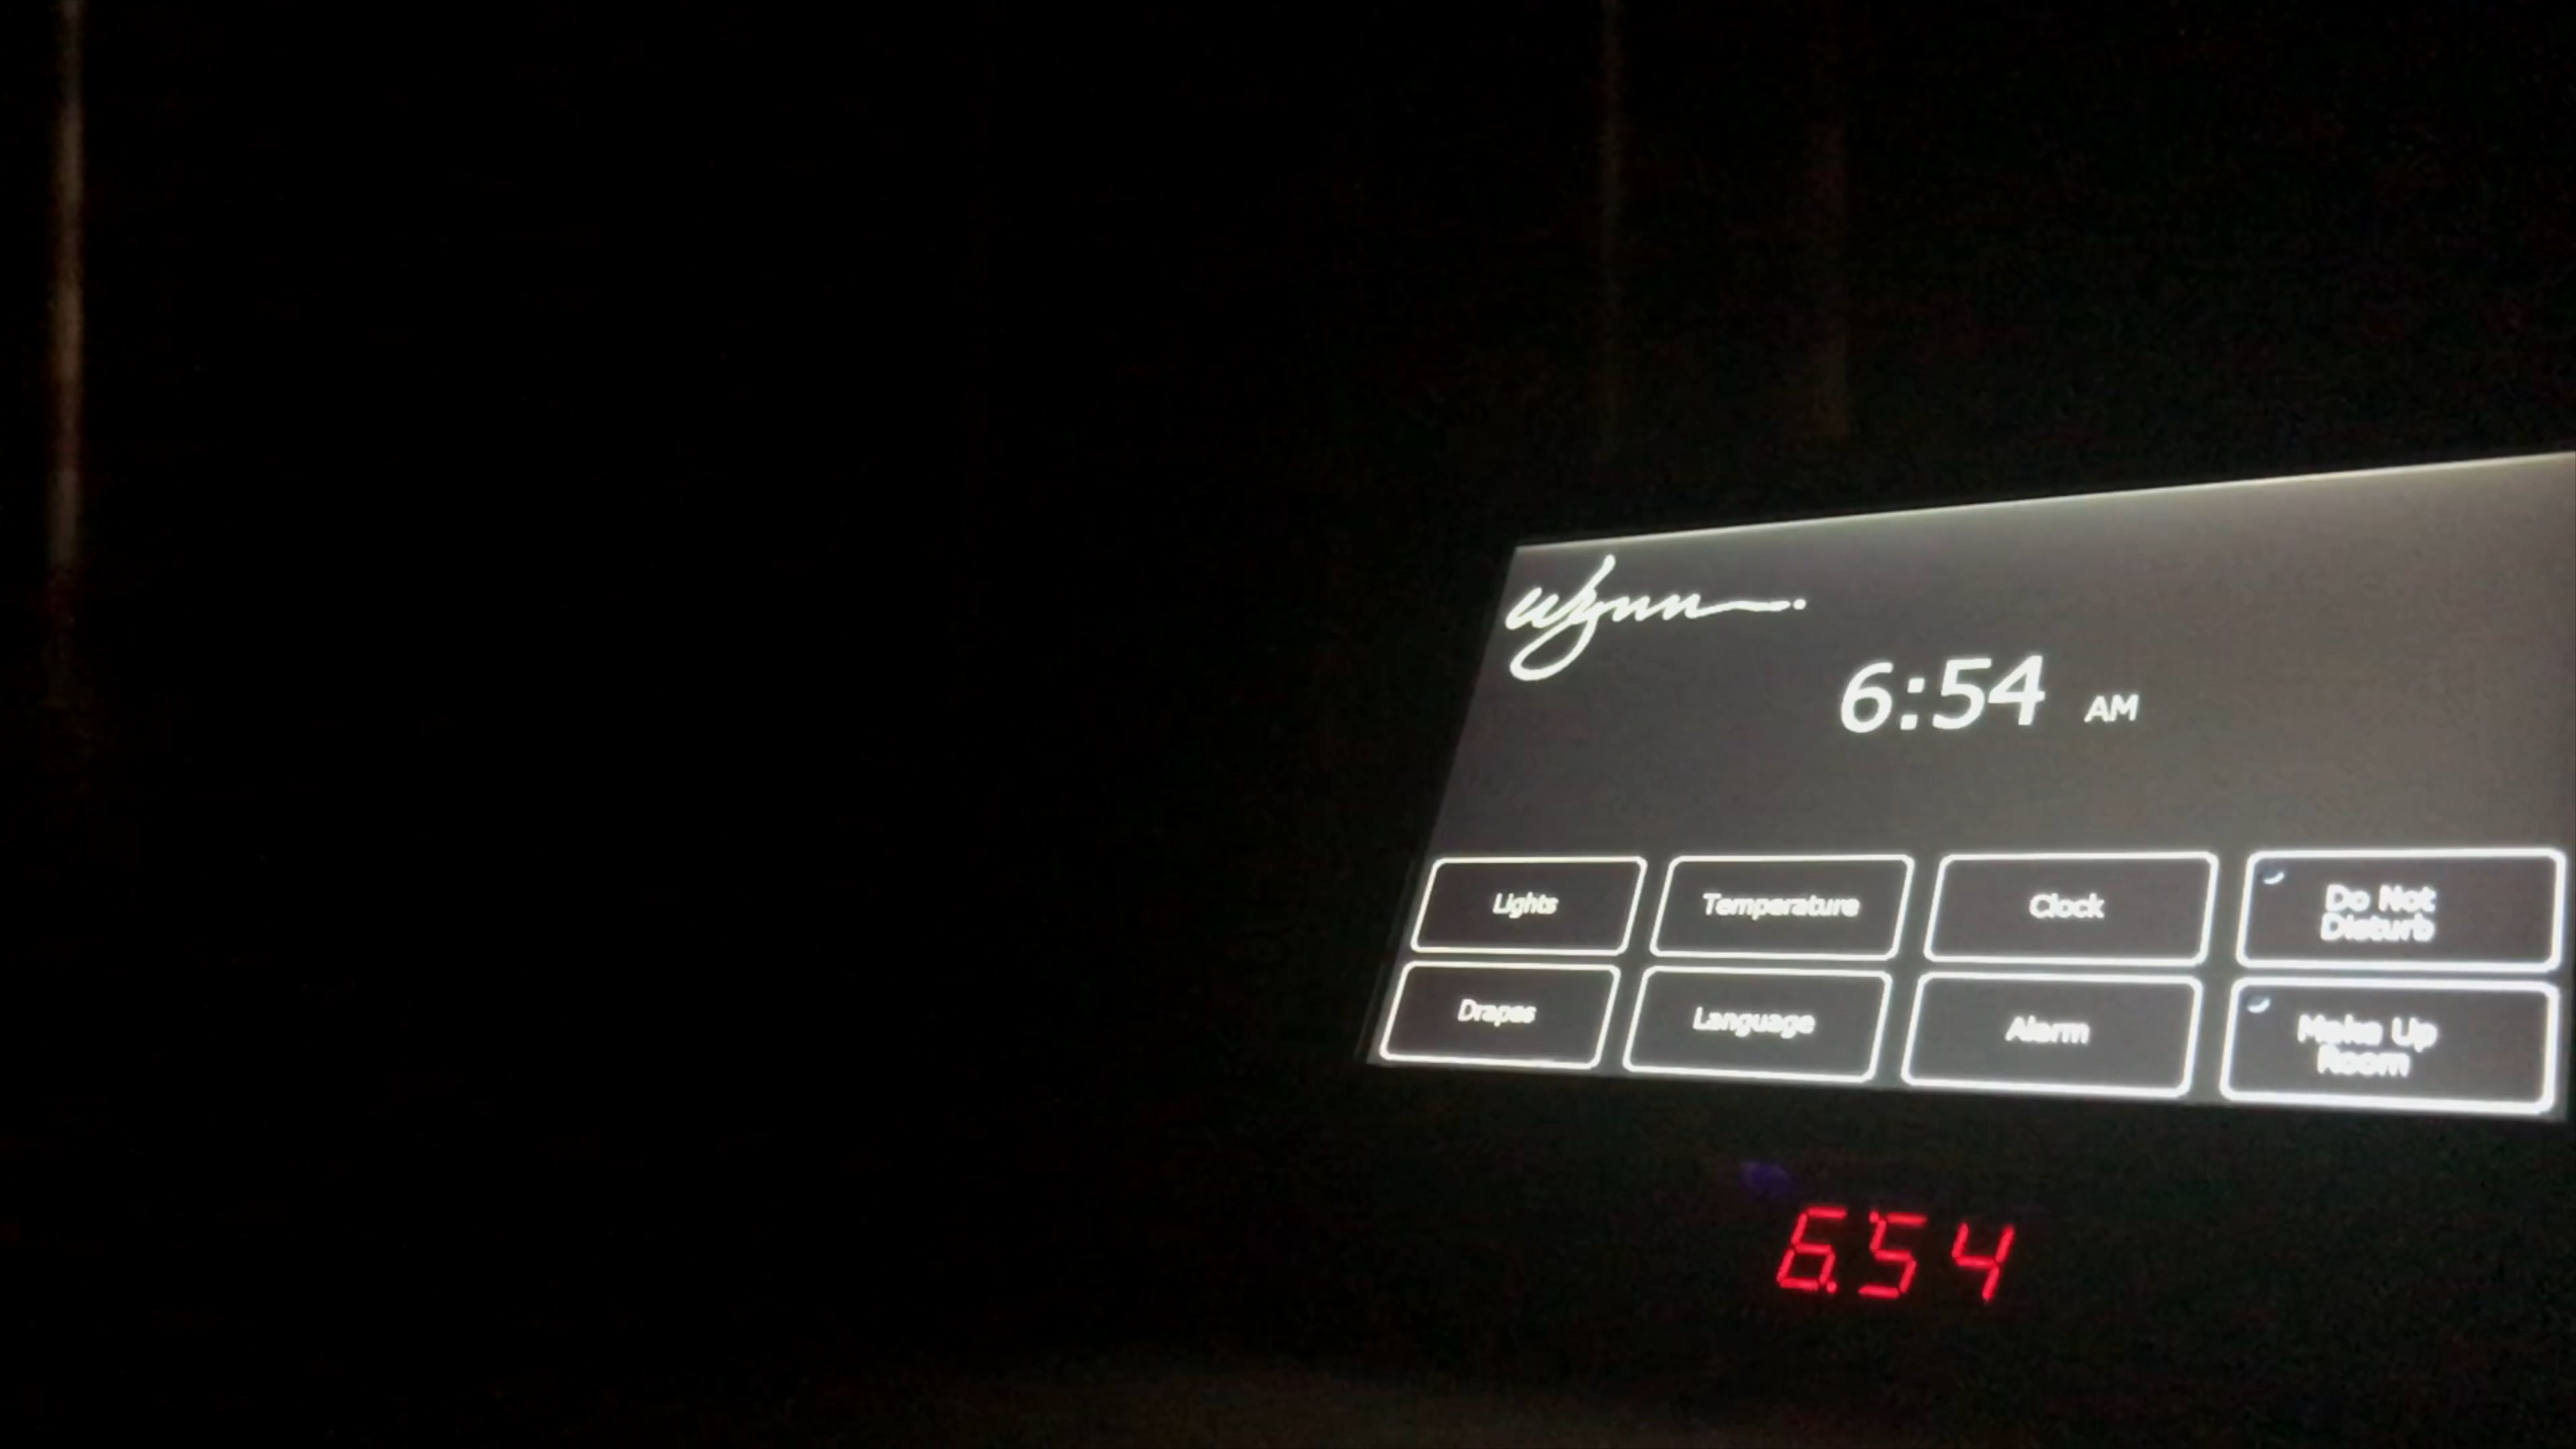 wynn
6:54 AM
Lights Temperature Clock Do Not
Disturb
Drapes Language Alarm Make Up
Room
6:54